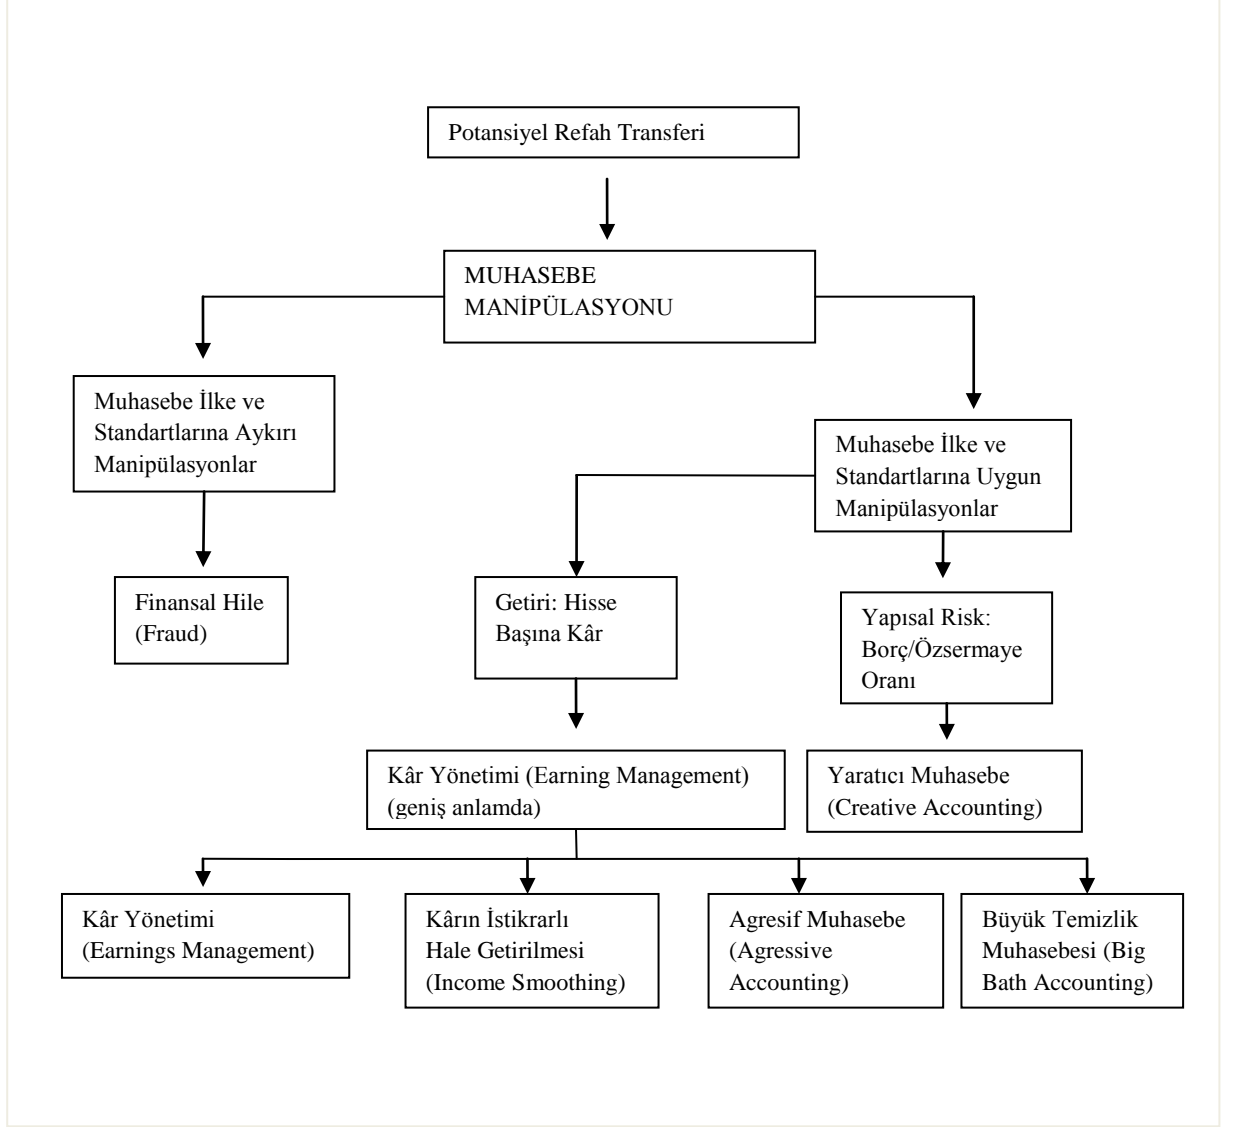 Potansiyel Refah Transferi
MUHASEBE
MANİPÜLASYONU
Muhasebe İlke ve
Standartlarına Aykırı
Manipülasyonlar
Muhasebe İlke ve
Standartlarına Uygun
Manipülasyonlar
Finansal Hile
(Fraud)
Getiri: Hisse
Başına Kâr
Yapısal Risk:
Borç/Özsermaye
Oranı
Kâr Yönetimi (Earning Management)
(geniş anlamda)
Yaratıcı Muhasebe
(Creative Accounting)
Kâr Yönetimi
(Earnings Management)
Kârın İstikrarlı
Hale Getirilmesi
(Income Smoothing)
Agresif Muhasebe
(Agressive
Accounting)
Büyük Temizlik
Muhasebesi (Big
Bath Accounting)